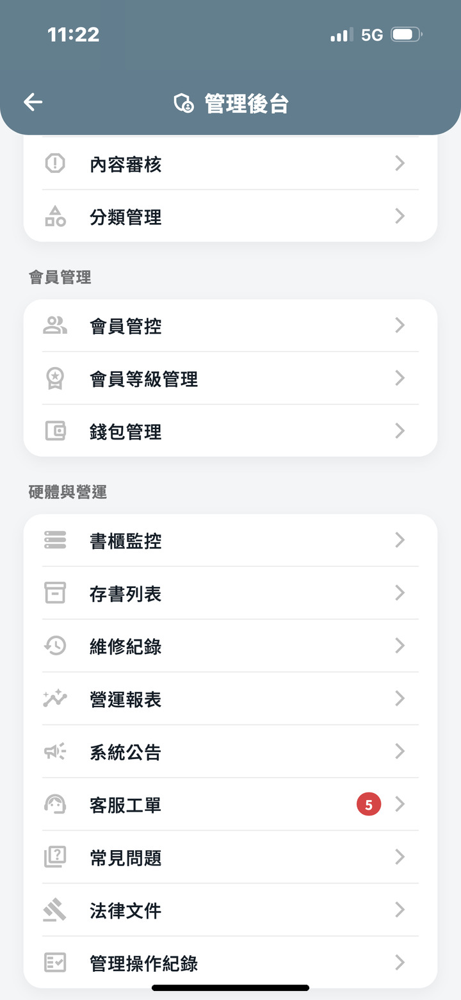 11:22
5G
管理後台
內容審核
分類管理
會員管理
會員管控
會員等級管理
錢包管理
硬體與營運
書櫃監控
存書列表
維修紀錄
營運報表
系統公告
客服工單
5
常見問題
法律文件
管理操作紀錄